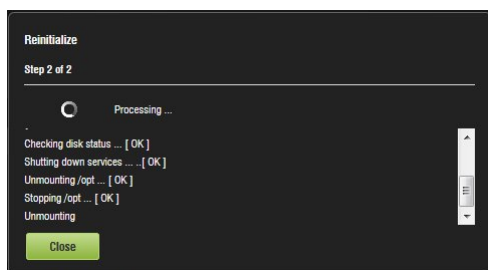 Reinitialize
Step 2 of 2
Processing ...
Checking disk status ... [ OK ]
Shutting down services ... ..[ OK ]
Unmounting /opt ... [ OK ]
Stopping /opt ... [ OK ]
Unmounting
Close